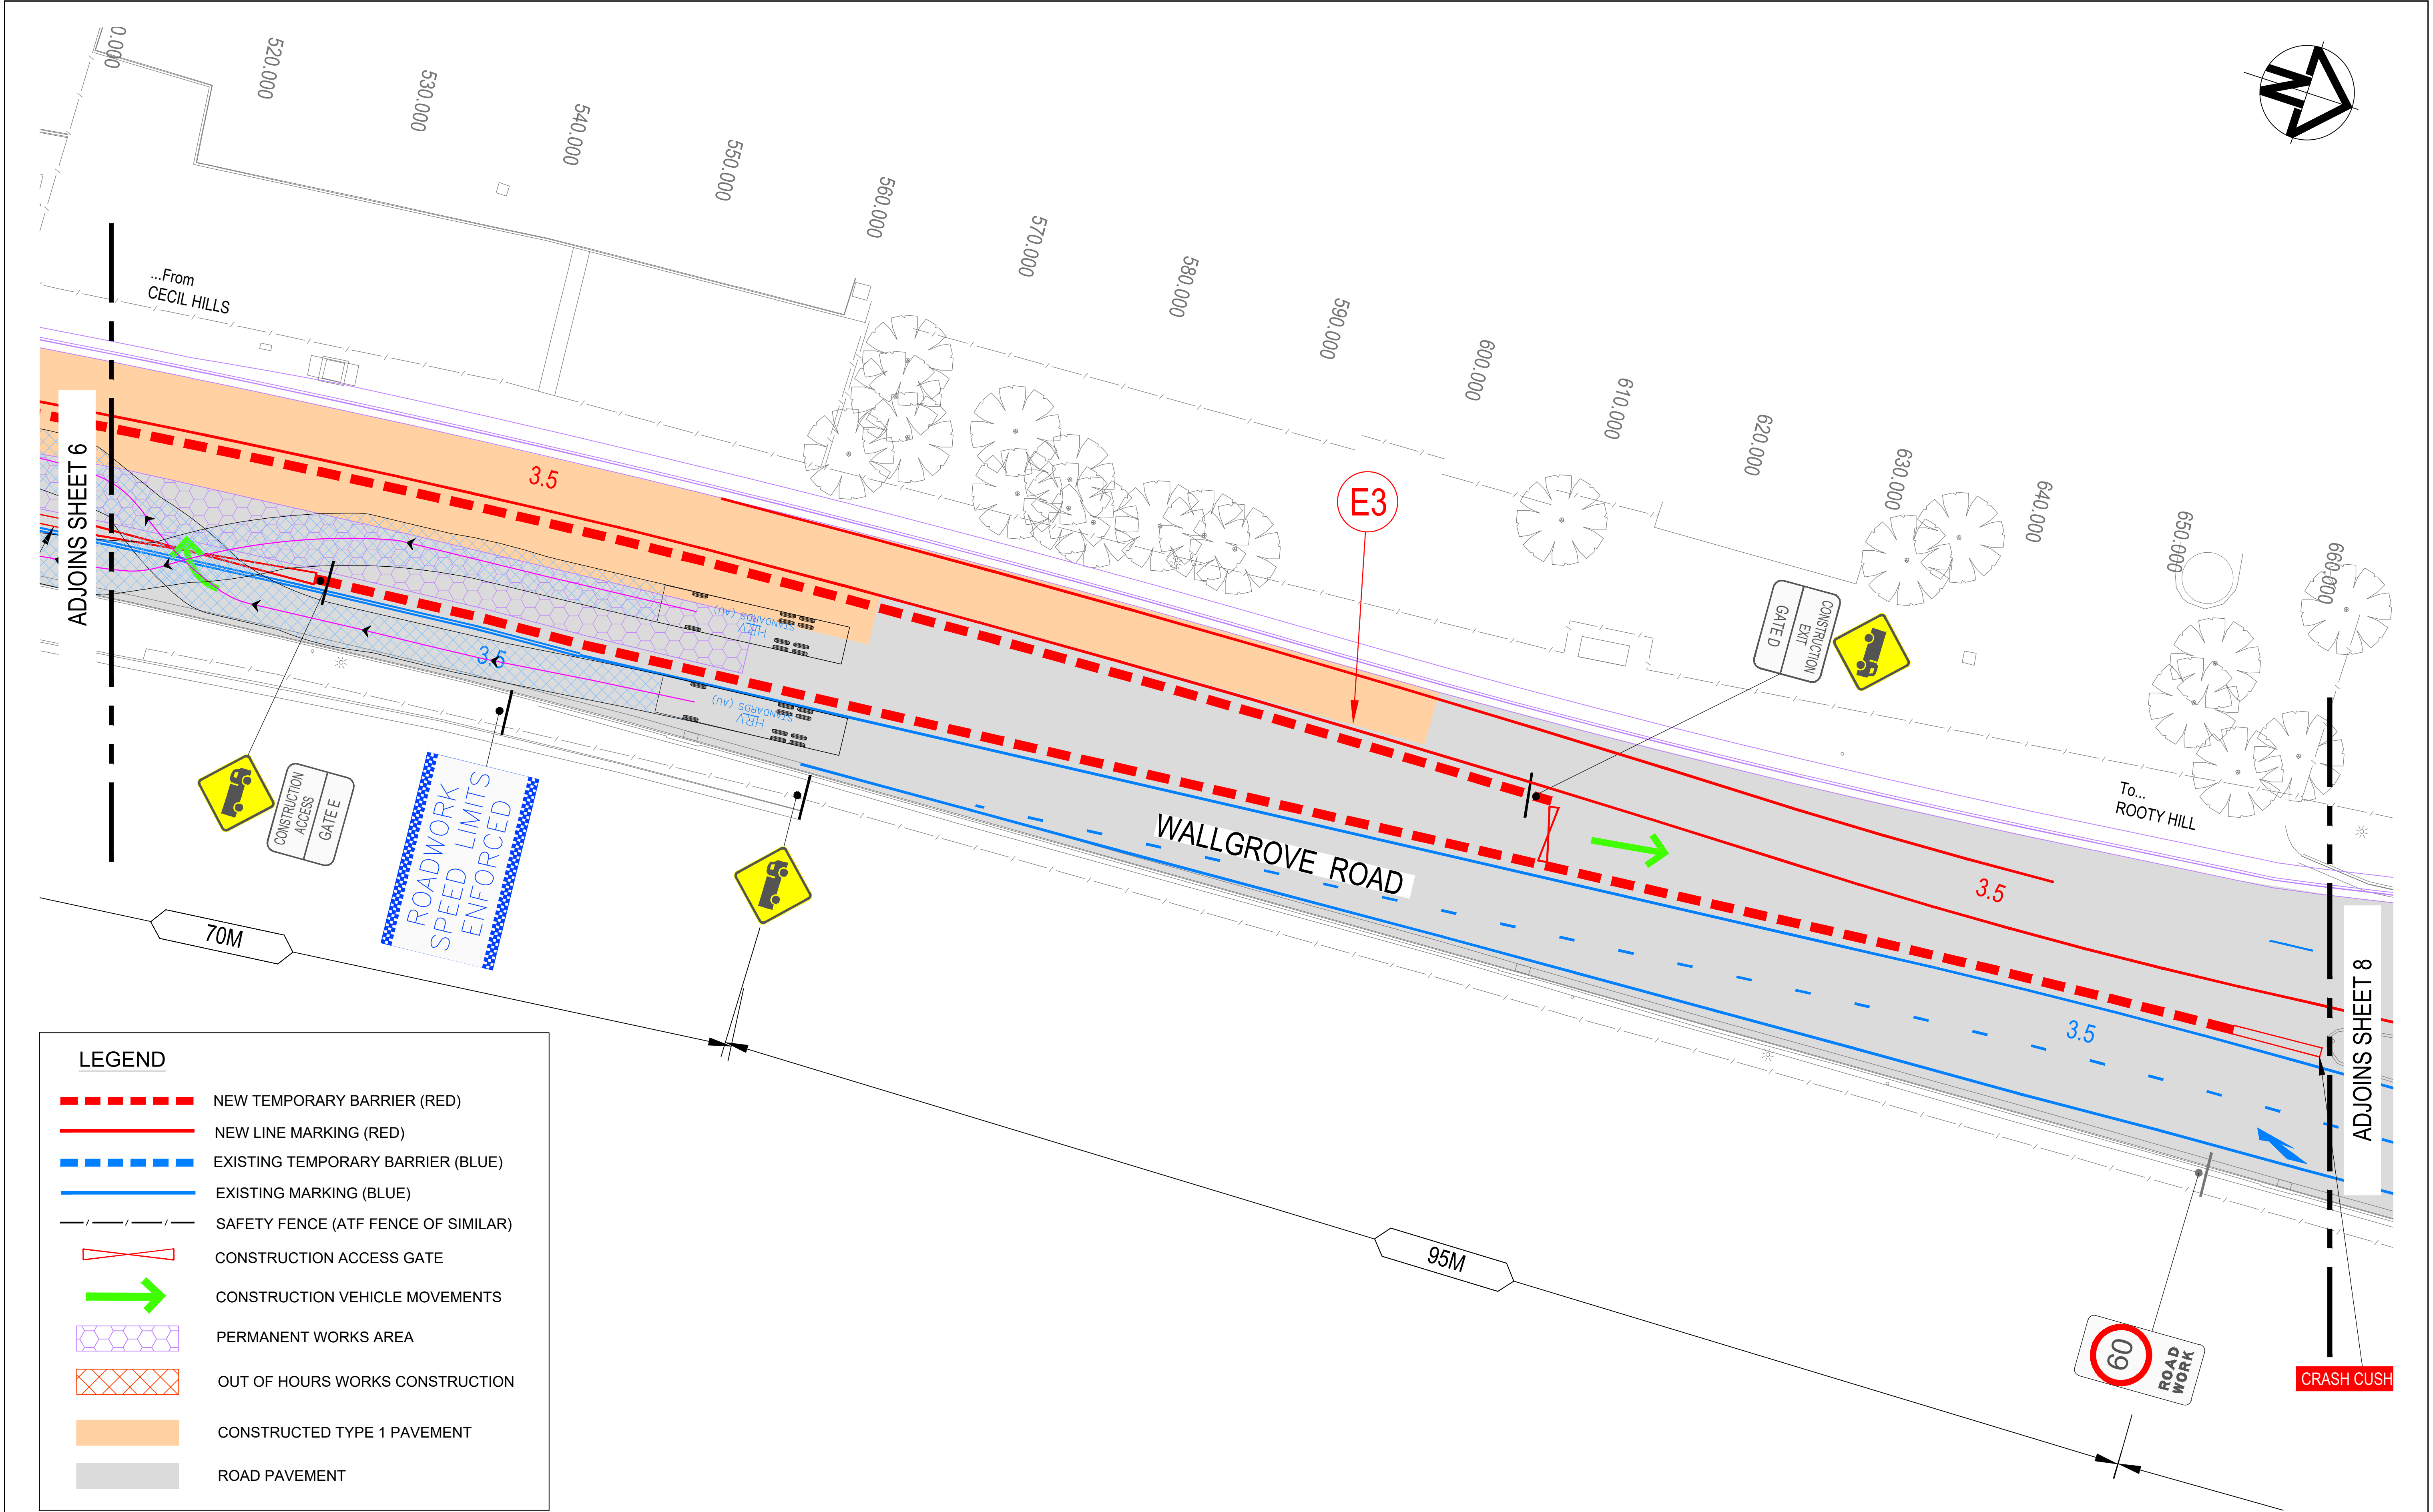 0.000
520.000
530.000
540.000
550.000
560.000
570.000
580.000
590.000
600.000
610.000
620.000
630.000
640.000
650.000
660.000
N
...From
CECIL HILLS
ADJOINS SHEET 6
3.5
3.5
HRV
STANDARDS (AU)
HRV
STANDARDS (AU)
E3
CONSTRUCTION
EXIT
GATE D
To...
ROOTY HILL
WALLGROVE ROAD
3.5
3.5
ADJOINS SHEET 8
CONSTRUCTION
ACCESS
GATE E
ROADWORK
SPEED LIMITS
ENFORCED
70M
95M
60
ROAD
WORK
CRASH CUSH
LEGEND
NEW TEMPORARY BARRIER (RED)
NEW LINE MARKING (RED)
EXISTING TEMPORARY BARRIER (BLUE)
EXISTING MARKING (BLUE)
SAFETY FENCE (ATF FENCE OF SIMILAR)
CONSTRUCTION ACCESS GATE
CONSTRUCTION VEHICLE MOVEMENTS
PERMANENT WORKS AREA
OUT OF HOURS WORKS CONSTRUCTION
CONSTRUCTED TYPE 1 PAVEMENT
ROAD PAVEMENT